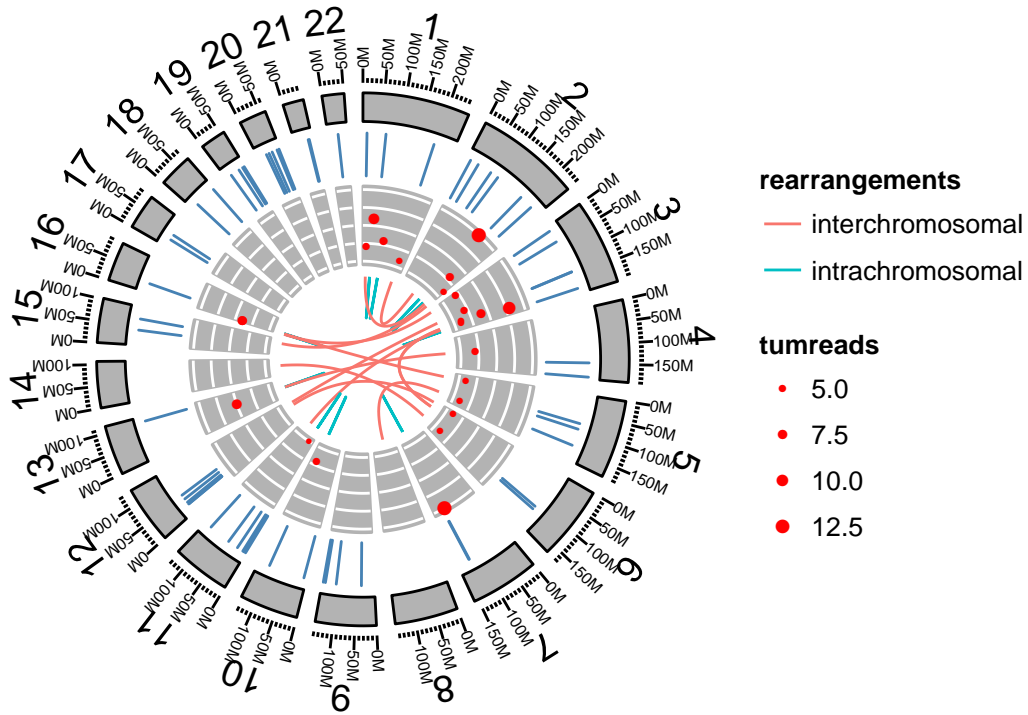 1
0M
50M
100M
150M
200M
2
0M
50M
100M
150M
200M
3
0M
50M
100M
150M
4
0M
50M
100M
150M
5
0M
50M
100M
150M
6
0M
50M
100M
150M
7
0M
50M
100M
150M
8
0M
50M
100M
9
0M
50M
100M
10
0M
50M
100M
11
0M
50M
100M
12
0M
50M
100M
13
0M
50M
100M
14
0M
50M
100M
15
0M
50M
100M
16
0M
50M
17
0M
50M
18
0M
50M
19
0M
50M
20
0M
50M
21
0M
22
0M
50M
rearrangements
interchromosomal
intrachromosomal
tumreads
5.0
7.5
10.0
12.5